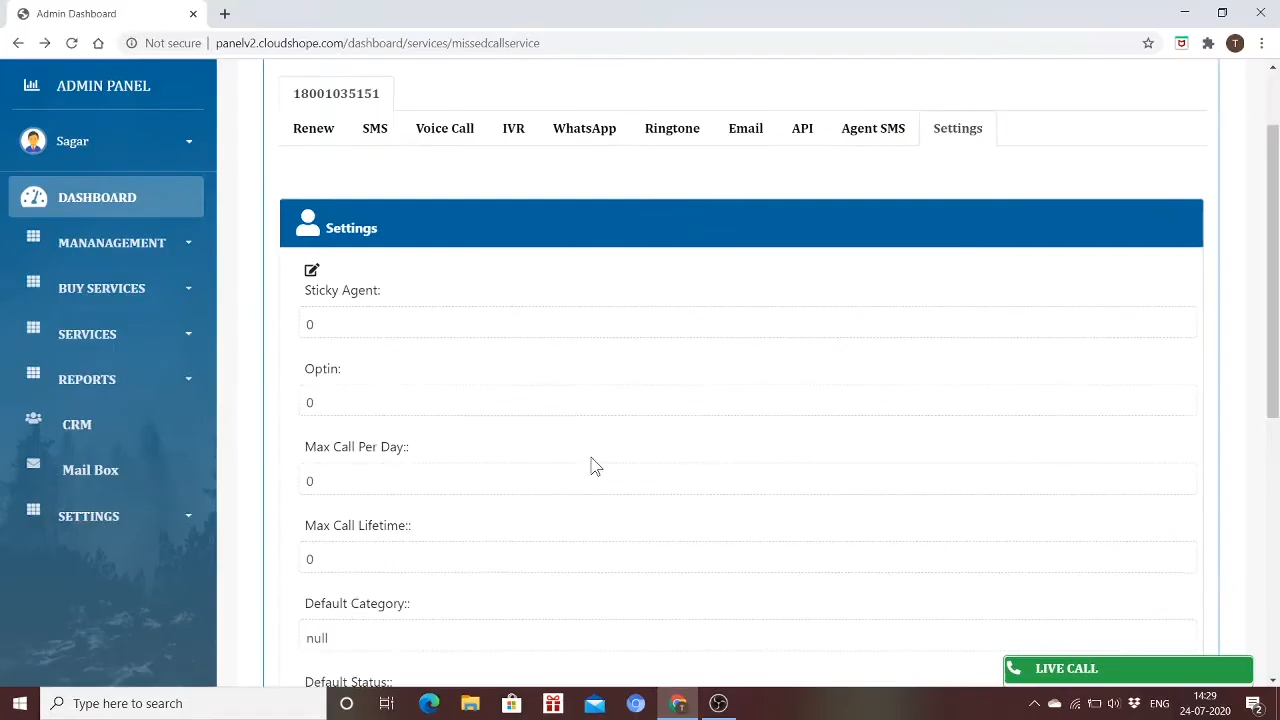 Admin Dashboard
Not secure
panelv2.cloudshope.com/dashboard/services/missedcallservice
T
ADMIN PANEL
Sagar
DASHBOARD
MANANAGEMENT
BUY SERVICES
SERVICES
REPORTS
CRM
Mail Box
SETTINGS
18001035151
Renew SMS Voice Call IVR WhatsApp Ringtone Email API Agent SMS Settings
Settings
Sticky Agent:
0
Optin:
0
Max Call Per Day::
0
Max Call Lifetime::
0
Default Category::
null
Default Status::
LIVE CALL
Type here to search
ENG
14:29
24-07-2020
2